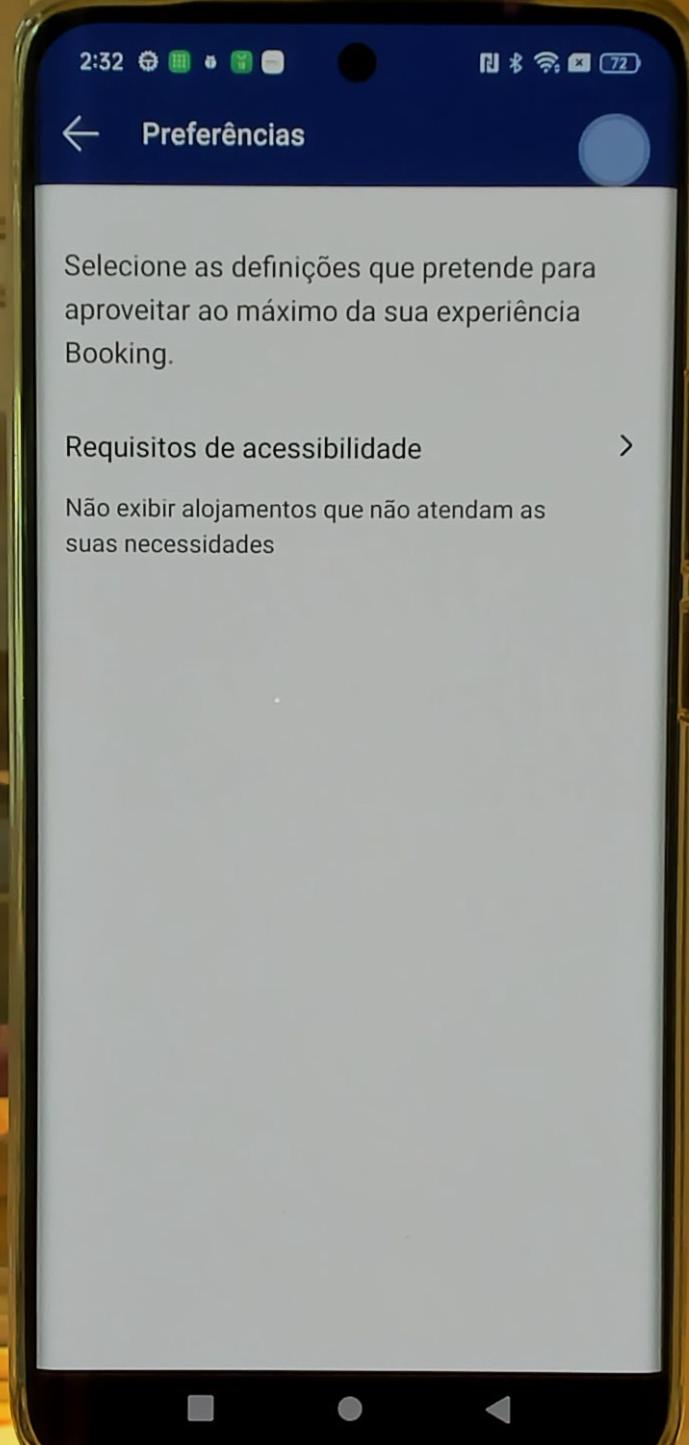 2:32
72
Preferências
Selecione as definições que pretende para
aproveitar ao máximo da sua experiência
Booking.
Requisitos de acessibilidade
Não exibir alojamentos que não atendam as
suas necessidades